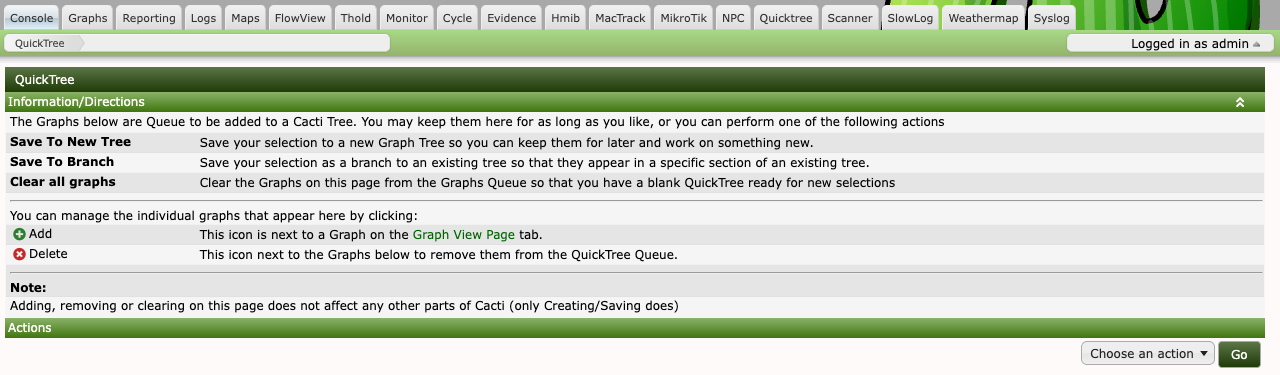 Console Graphs Reporting Logs Maps FlowView Thold Monitor Cycle Evidence Hmib MacTrack MikroTik NPC Quicktree Scanner SlowLog Weathermap Syslog
QuickTree Logged in as admin
QuickTree
Information/Directions
The Graphs below are Queue to be added to a Cacti Tree. You may keep them here for as long as you like, or you can perform one of the following actions
Save To New Tree Save your selection to a new Graph Tree so you can keep them for later and work on something new.
Save To Branch Save your selection as a branch to an existing tree so that they appear in a specific section of an existing tree.
Clear all graphs Clear the Graphs on this page from the Graphs Queue so that you have a blank QuickTree ready for new selections
You can manage the individual graphs that appear here by clicking:
Add This icon is next to a Graph on the Graph View Page tab.
Delete This icon next to the Graphs below to remove them from the QuickTree Queue.
Note:
Adding, removing or clearing on this page does not affect any other parts of Cacti (only Creating/Saving does)
Actions
Choose an action Go